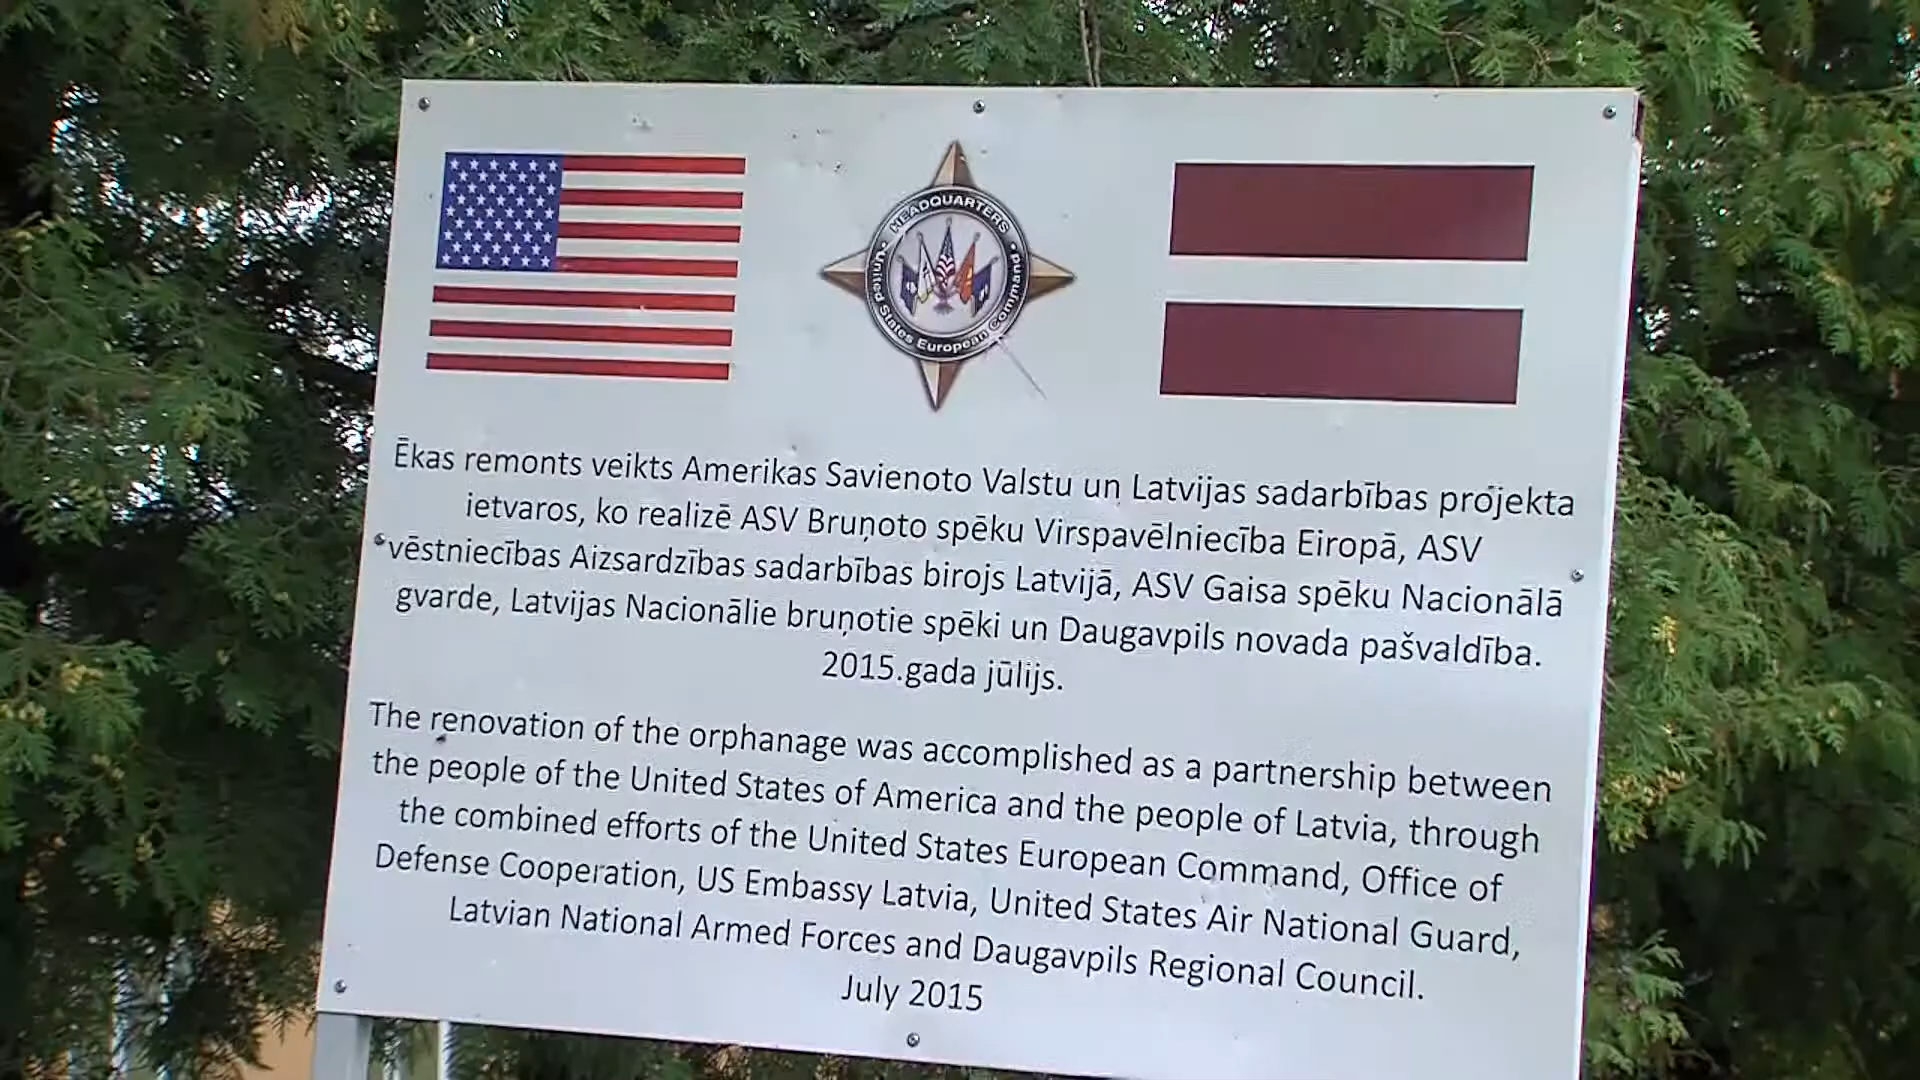 HEADQUARTERS
United States European Command
Ēkas remonts veikts Amerikas Savienoto Valstu un Latvijas sadarbības projekta
ietvaros, ko realizē ASV Bruņoto spēku Virspavēlniecība Eiropā, ASV
vēstniecības Aizsardzības sadarbības birojs Latvijā, ASV Gaisa spēku Nacionālā
gvarde, Latvijas Nacionālie bruņotie spēki un Daugavpils novada pašvaldība.
2015.gada jūlijs.
The renovation of the orphanage was accomplished as a partnership between
the people of the United States of America and the people of Latvia, through
the combined efforts of the United States European Command, Office of
Defense Cooperation, US Embassy Latvia, United States Air National Guard,
Latvian National Armed Forces and Daugavpils Regional Council.
July 2015